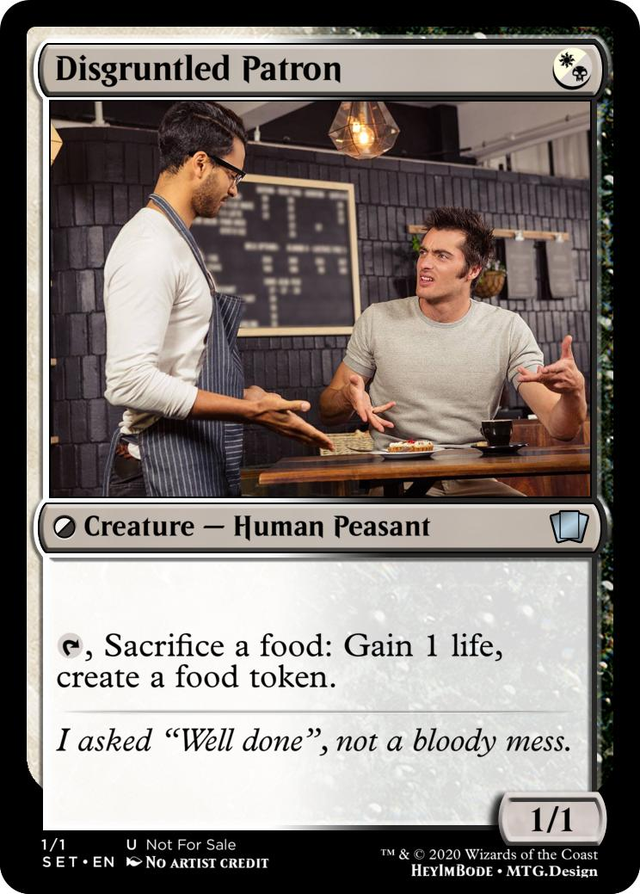 Disgruntled Patron
Creature — Human Peasant
, Sacrifice a food: Gain 1 life,
create a food token.
I asked “Well done”, not a bloody mess.
1/1
1/1 U Not For Sale
SET • EN No artist credit
™ & © 2020 Wizards of the Coast
HeyImBode • MTG.Design